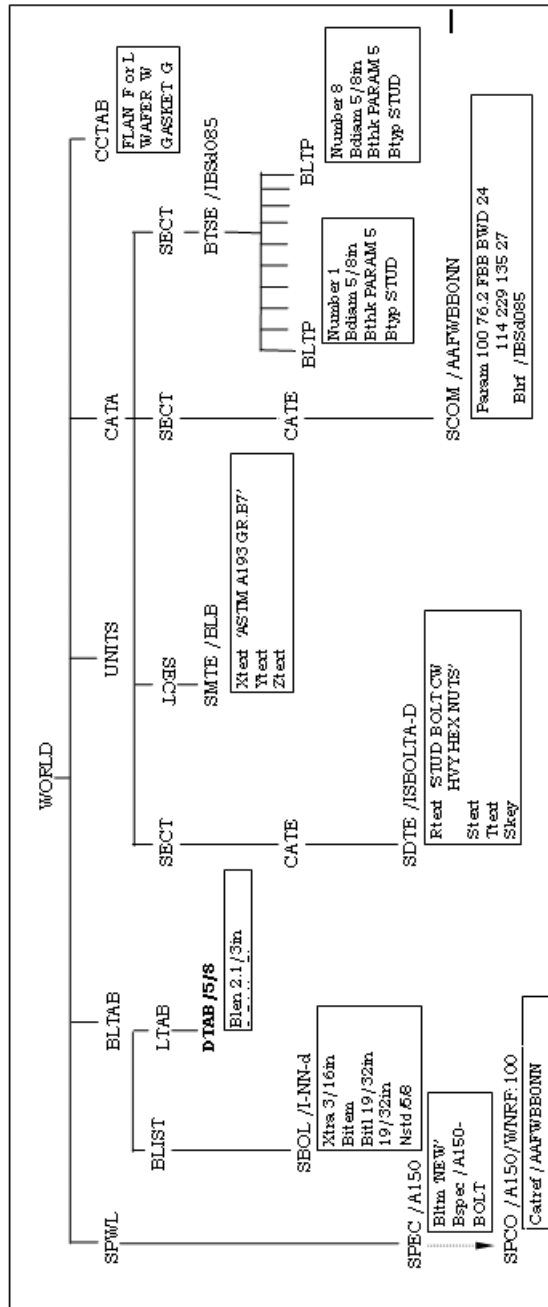 WORLD
SPWL
BLTAB
UNITS
CATA
CCTAB
FLAN F or L
WAFER W
GASKET G
BLIST
LTAB
SECT
SECT
SECT
SECT
DTAB /5/8
Blen 2.1/3in
SMTE /BLB
Xtext 'ASTM A193 GR.B7'
Ytext
Ztext
BTSE /IBSd085
CATE
CATE
BLTP
BLTP
Number 1
Bdiam 5/8in
Bthk PARAM 5
Btyp STUD
Number 8
Bdiam 5/8in
Bthk PARAM 5
Btyp STUD
SBOL /I-NN-d
Xtra 3/16in
Bitem
Bitl 19/32in
19/32in
Nstd /5/8
SDTE /ISBOLTA-D
Rtext 'STUD BOLT CW
HVY HEX NUTS'
Stext
Ttext
Skey
SCOM /AAFWBB0NN
Param 100 76.2 FBB BWD 24
114 229 135 27
Blrf /IBSd085
SPEC /A150
Bltm 'NEW'
Bspec /A150-
BOLT
SPCO /A150/WNRF:100
Catref /AAFWBB0NN